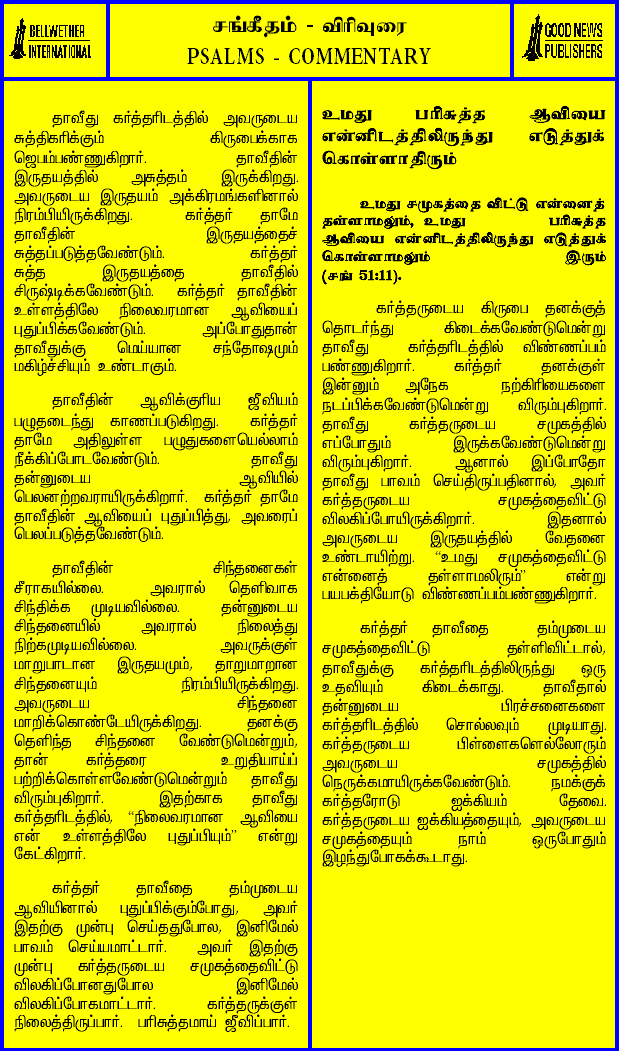 BELLWETHER
INTERNATIONAL
சங்கீதம் - விரிவுரை
PSALMS - COMMENTARY
GOOD NEWS
PUBLISHERS
தாவீது கர்த்தரிடத்தில் அவருடைய
சுத்திகரிக்கும் கிருபைக்காக
ஜெபம்பண்ணுகிறார். தாவீதின்
இருதயத்தில் அசுத்தம் இருக்கிறது.
அவருடைய இருதயம் அக்கிரமங்களினால்
நிரம்பியிருக்கிறது. கர்த்தர் தாமே
தாவீதின் இருதயத்தைச்
சுத்தப்படுத்தவேண்டும். கர்த்தர்
சுத்த இருதயத்தை தாவீதில்
சிருஷ்டிக்கவேண்டும். கர்த்தர் தாவீதின்
உள்ளத்திலே நிலைவரமான ஆவியைப்
புதுப்பிக்கவேண்டும். அப்போதுதான்
தாவீதுக்கு மெய்யான சந்தோஷமும்
மகிழ்ச்சியும் உண்டாகும்.
தாவீதின் ஆவிக்குரிய ஜீவியம்
பழுதடைந்து காணப்படுகிறது. கர்த்தர்
தாமே அதிலுள்ள பழுதுகளையெல்லாம்
நீக்கிப்போடவேண்டும். தாவீது
தன்னுடைய ஆவியில்
பெலனற்றவராயிருக்கிறார். கர்த்தர் தாமே
தாவீதின் ஆவியைப் புதுப்பித்து, அவரைப்
பெலப்படுத்தவேண்டும்.
தாவீதின் சிந்தனைகள்
சீராகயில்லை. அவரால் தெளிவாக
சிந்திக்க முடியவில்லை. தன்னுடைய
சிந்தனையில் அவரால் நிலைத்து
நிற்கமுடியவில்லை. அவருக்குள்
மாறுபாடான இருதயமும், தாறுமாறான
சிந்தனையும் நிரம்பியிருக்கிறது.
அவருடைய சிந்தனை
மாறிக்கொண்டேயிருக்கிறது. தனக்கு
தெளிந்த சிந்தனை வேண்டுமென்றும்,
தான் கர்த்தரை உறுதியாய்ப்
பற்றிக்கொள்ளவேண்டுமென்றும் தாவீது
விரும்புகிறார். இதற்காக தாவீது
கர்த்தரிடத்தில், “நிலைவரமான ஆவியை
என் உள்ளத்திலே புதுப்பியும்” என்று
கேட்கிறார்.
கர்த்தர் தாவீதை தம்முடைய
ஆவியினால் புதுப்பிக்கும்போது, அவர்
இதற்கு முன்பு செய்ததுபோல, இனிமேல்
பாவம் செய்யமாட்டார். அவர் இதற்கு
முன்பு கர்த்தருடைய சமுகத்தைவிட்டு
விலகிப்போனதுபோல இனிமேல்
விலகிப்போகமாட்டார். கர்த்தருக்குள்
நிலைத்திருப்பார். பரிசுத்தமாய் ஜீவிப்பார்.
உமது பரிசுத்த ஆவியை
என்னிடத்திலிருந்து எடுத்துக்
கொள்ளாதிரும்
உமது சமுகத்தை விட்டு என்னைத்
தள்ளாமலும், உமது பரிசுத்த
ஆவியை என்னிடத்திலிருந்து எடுத்துக்
கொள்ளாமலும் இரும்
(சங் 51:11).
கர்த்தருடைய கிருபை தனக்குத்
தொடர்ந்து கிடைக்கவேண்டுமென்று
தாவீது கர்த்தரிடத்தில் விண்ணப்பம்
பண்ணுகிறார். கர்த்தர் தனக்குள்
இன்னும் அநேக நற்கிரியைகளை
நடப்பிக்கவேண்டுமென்று விரும்புகிறார்.
தாவீது கர்த்தருடைய சமுகத்தில்
எப்போதும் இருக்கவேண்டுமென்று
விரும்புகிறார். ஆனால் இப்போதோ
தாவீது பாவம் செய்திருப்பதினால், அவர்
கர்த்தருடைய சமுகத்தைவிட்டு
விலகிப்போயிருக்கிறார். இதனால்
அவருடைய இருதயத்தில் வேதனை
உண்டாயிற்று. “உமது சமுகத்தைவிட்டு
என்னைத் தள்ளாமலிரும்” என்று
பயபக்தியோடு விண்ணப்பம்பண்ணுகிறார்.
கர்த்தர் தாவீதை தம்முடைய
சமுகத்தைவிட்டு தள்ளிவிட்டால்,
தாவீதுக்கு கர்த்தரிடத்திலிருந்து ஒரு
உதவியும் கிடைக்காது. தாவீதால்
தன்னுடைய பிரச்சனைகளை
கர்த்தரிடத்தில் சொல்லவும் முடியாது.
கர்த்தருடைய பிள்ளைகளெல்லோரும்
அவருடைய சமுகத்தில்
நெருக்கமாயிருக்கவேண்டும். நமக்குக்
கர்த்தரோடு ஐக்கியம் தேவை.
கர்த்தருடைய ஐக்கியத்தையும், அவருடைய
சமுகத்தையும் நாம் ஒருபோதும்
இழந்துபோகக்கூடாது.